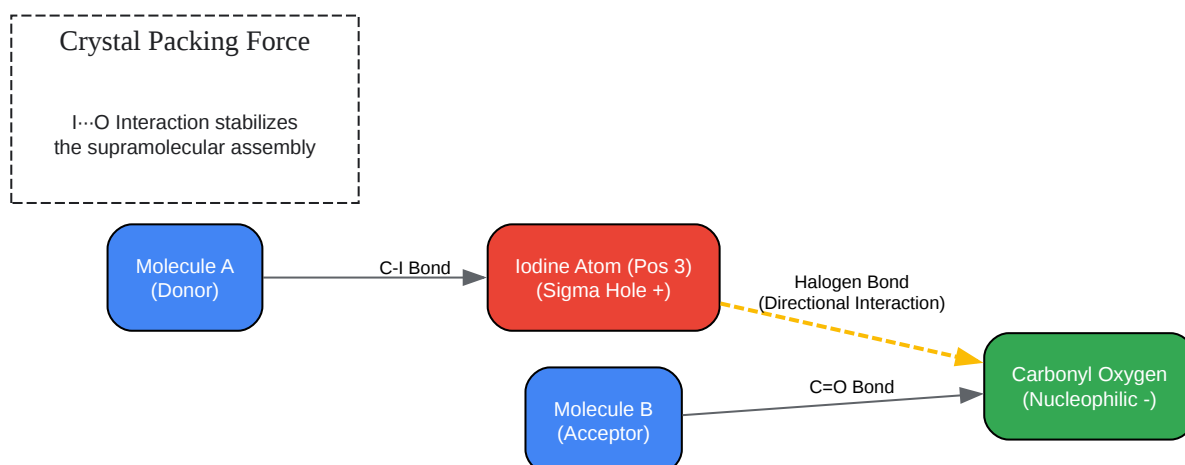 Crystal Packing Force
I···O Interaction stabilizes
the supramolecular assembly
Molecule A
(Donor)
C-I Bond
Iodine Atom (Pos 3)
(Sigma Hole +)
Halogen Bond
(Directional Interaction)
Molecule B
(Acceptor)
C=O Bond
Carbonyl Oxygen
(Nucleophilic -)